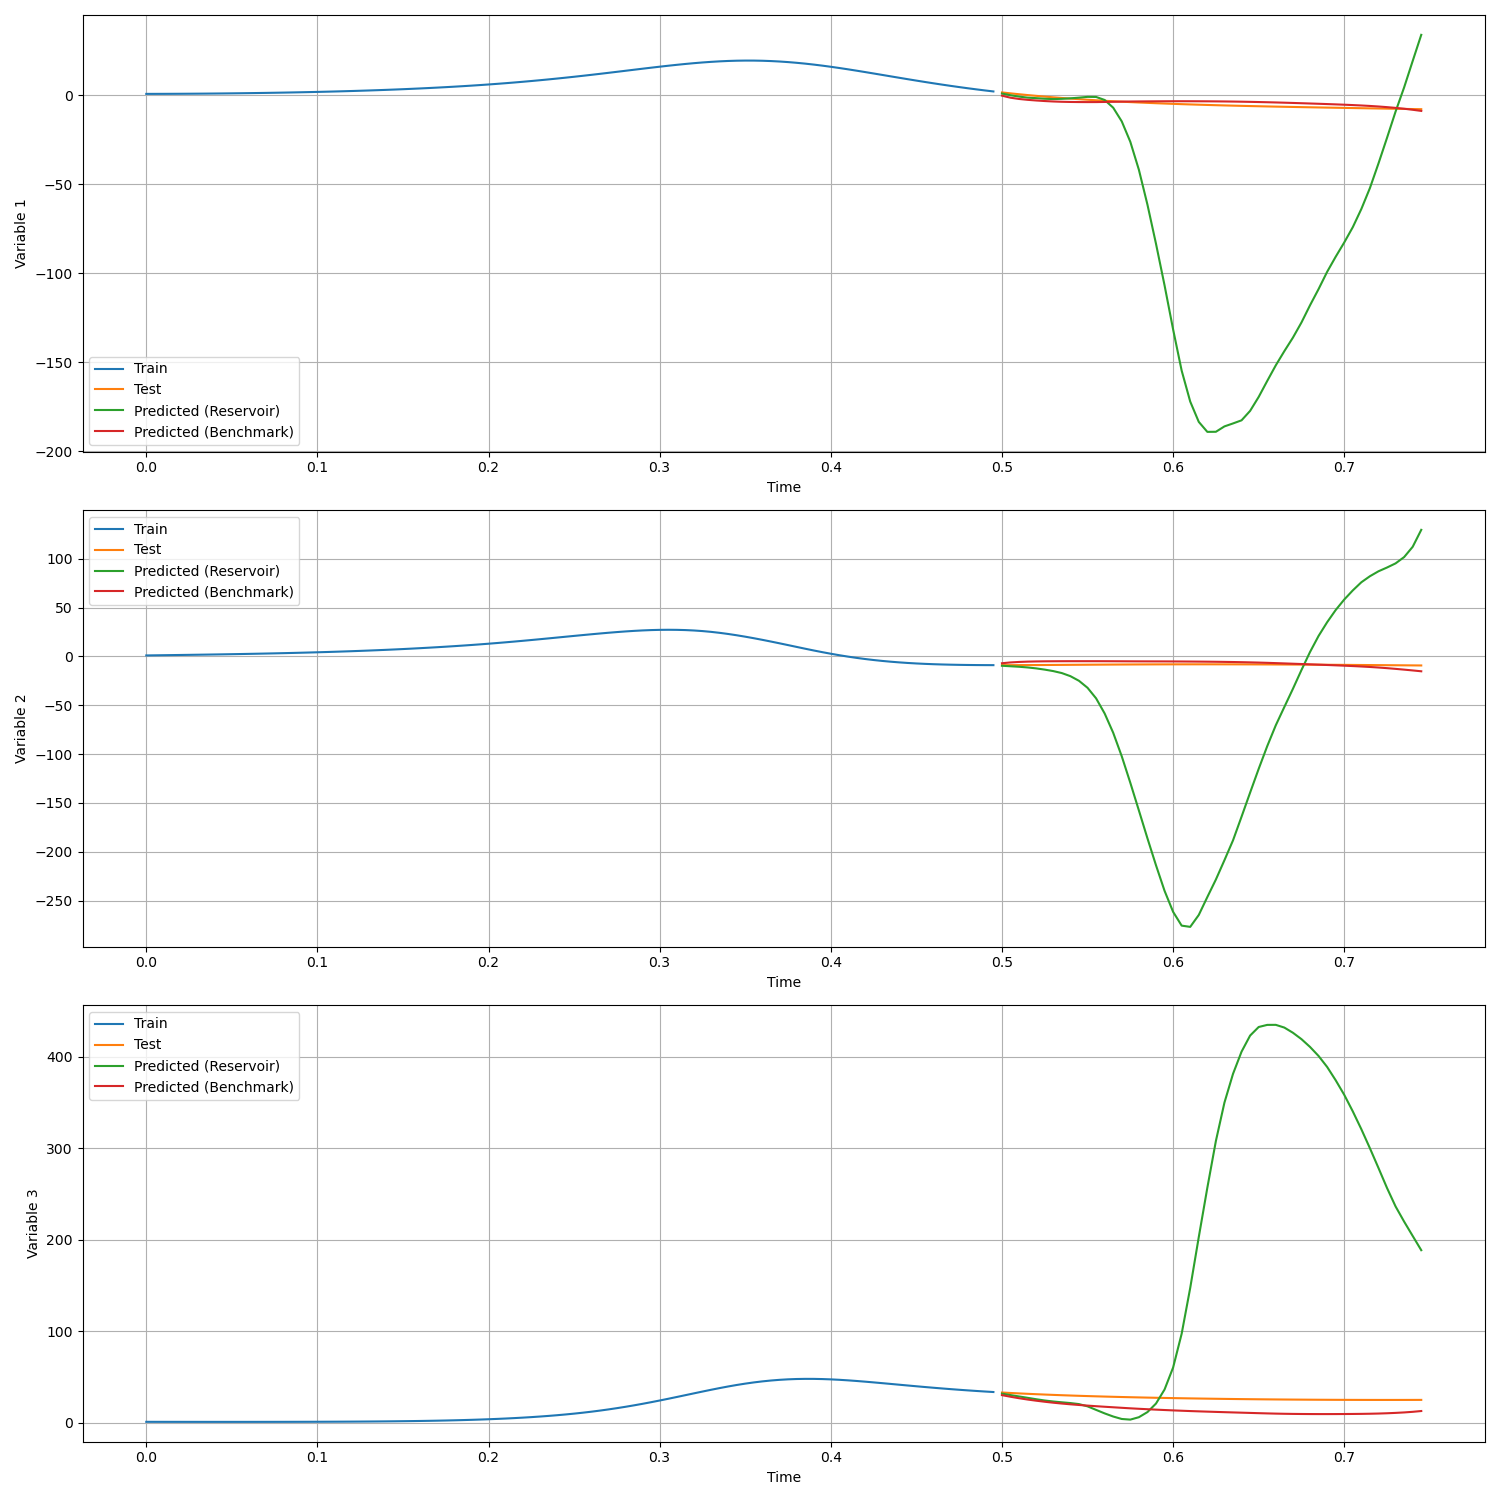 0
−50
−100
−150
−200
Variable 1
Train
Test
Predicted (Reservoir)
Predicted (Benchmark)
0.0 0.1 0.2 0.3 0.4 0.5 0.6 0.7
Time
100
50
0
−50
−100
−150
−200
−250
Variable 2
Train
Test
Predicted (Reservoir)
Predicted (Benchmark)
0.0 0.1 0.2 0.3 0.4 0.5 0.6 0.7
Time
400
300
200
100
0
Variable 3
Train
Test
Predicted (Reservoir)
Predicted (Benchmark)
0.0 0.1 0.2 0.3 0.4 0.5 0.6 0.7
Time